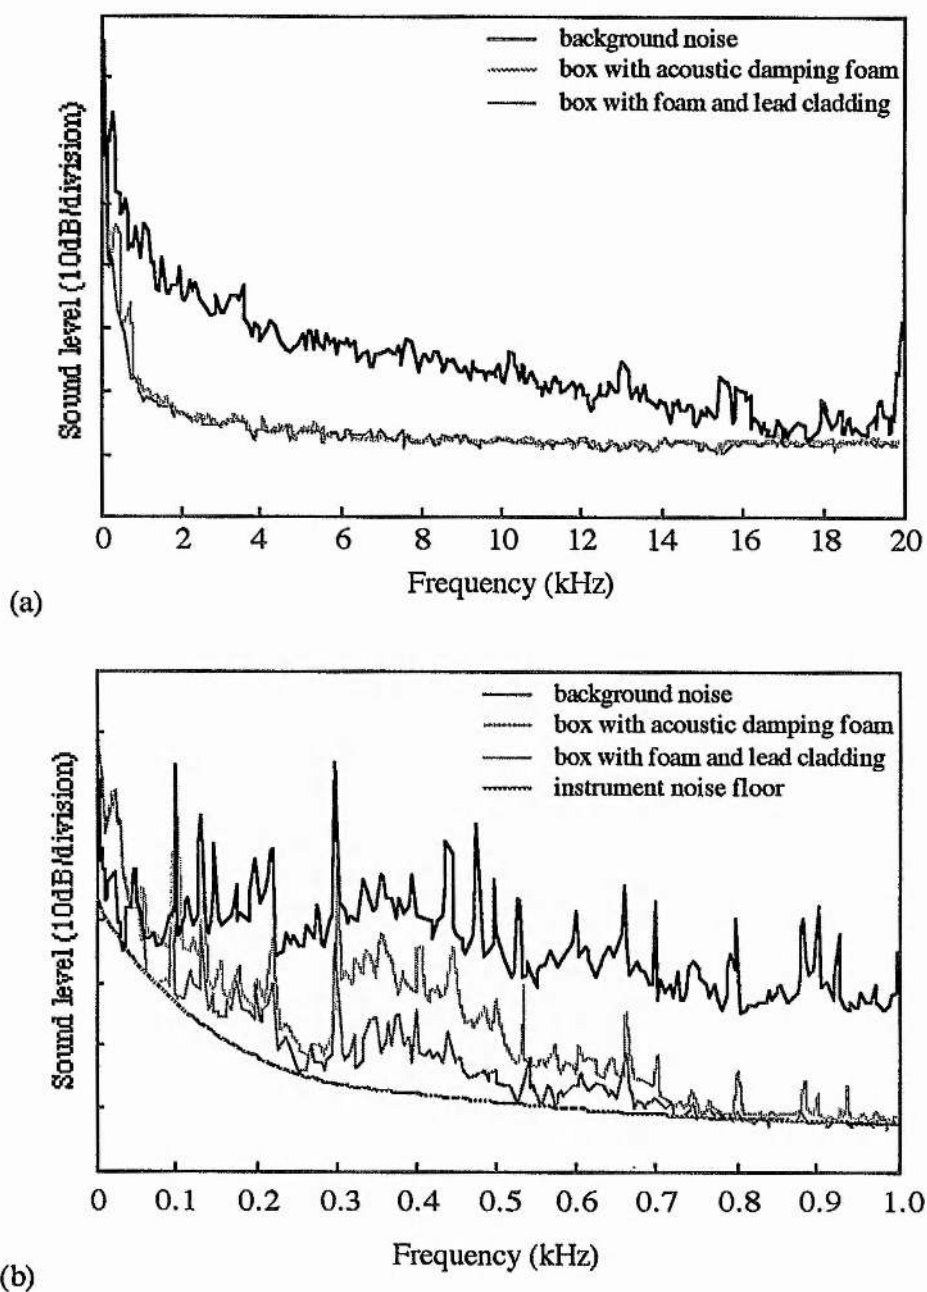 background noise
box with acoustic damping foam
box with foam and lead cladding
Sound level (10dB/division)
0 2 4 6 8 10 12 14 16 18 20
Frequency (kHz)
(a)
background noise
box with acoustic damping foam
box with foam and lead cladding
instrument noise floor
Sound level (10dB/division)
0 0.1 0.2 0.3 0.4 0.5 0.6 0.7 0.8 0.9 1.0
Frequency (kHz)
(b)